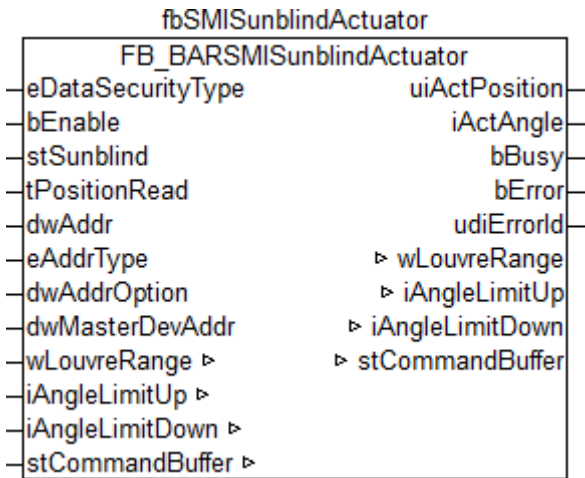 fbSMISunblindActuator
FB_BARSMISunblindActuator
eDataSecurityType uiActPosition
bEnable iActAngle
stSunblind bBusy
tPositionRead bError
dwAddr udiErrorId
eAddrType ▹ wLouvreRange
dwAddrOption ▹ iAngleLimitUp
dwMasterDevAddr ▹ iAngleLimitDown
wLouvreRange ▹ ▹ stCommandBuffer
iAngleLimitUp ▹
iAngleLimitDown ▹
stCommandBuffer ▹